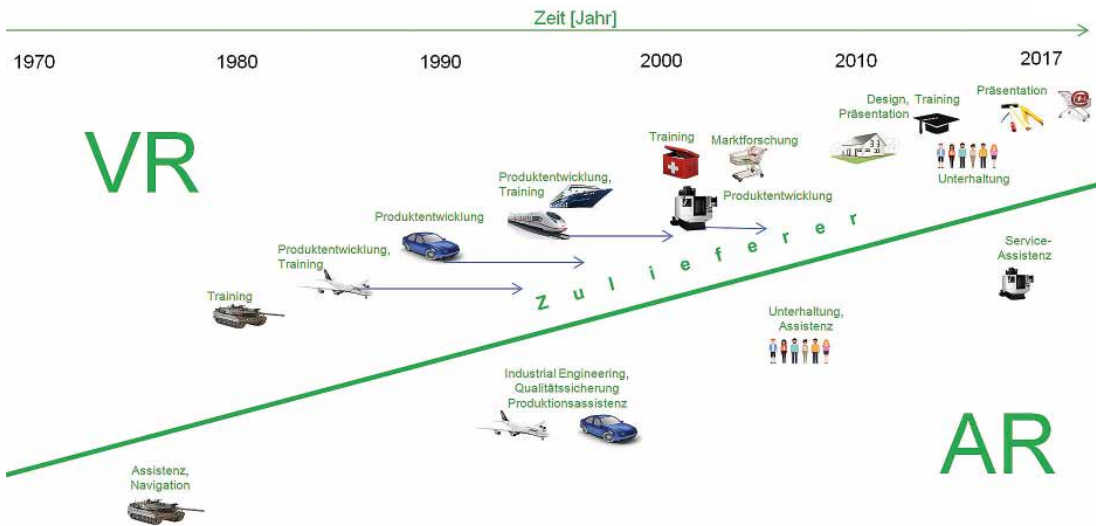 Zeit [Jahr]
1970 1980 1990 2000 2010 2017
VR
Training
Produktentwicklung,
Training
Produktentwicklung
Produktentwicklung,
Training
Training
Marktforschung
Produktentwicklung
Design,
Präsentation
Training
Präsentation
@
Unterhaltung
Zulieferer
Assistenz,
Navigation
Industrial Engineering,
Qualitätssicherung
Produktionsassistenz
Unterhaltung,
Assistenz
Service-
Assistenz
AR